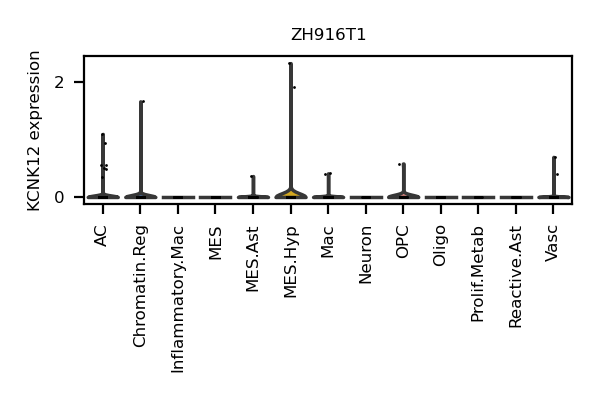 ZH916T1
KCNK12 expression
2
0
AC
Chromatin.Reg
Inflammatory.Mac
MES
MES.Ast
MES.Hyp
Mac
Neuron
OPC
Oligo
Prolif.Metab
Reactive.Ast
Vasc